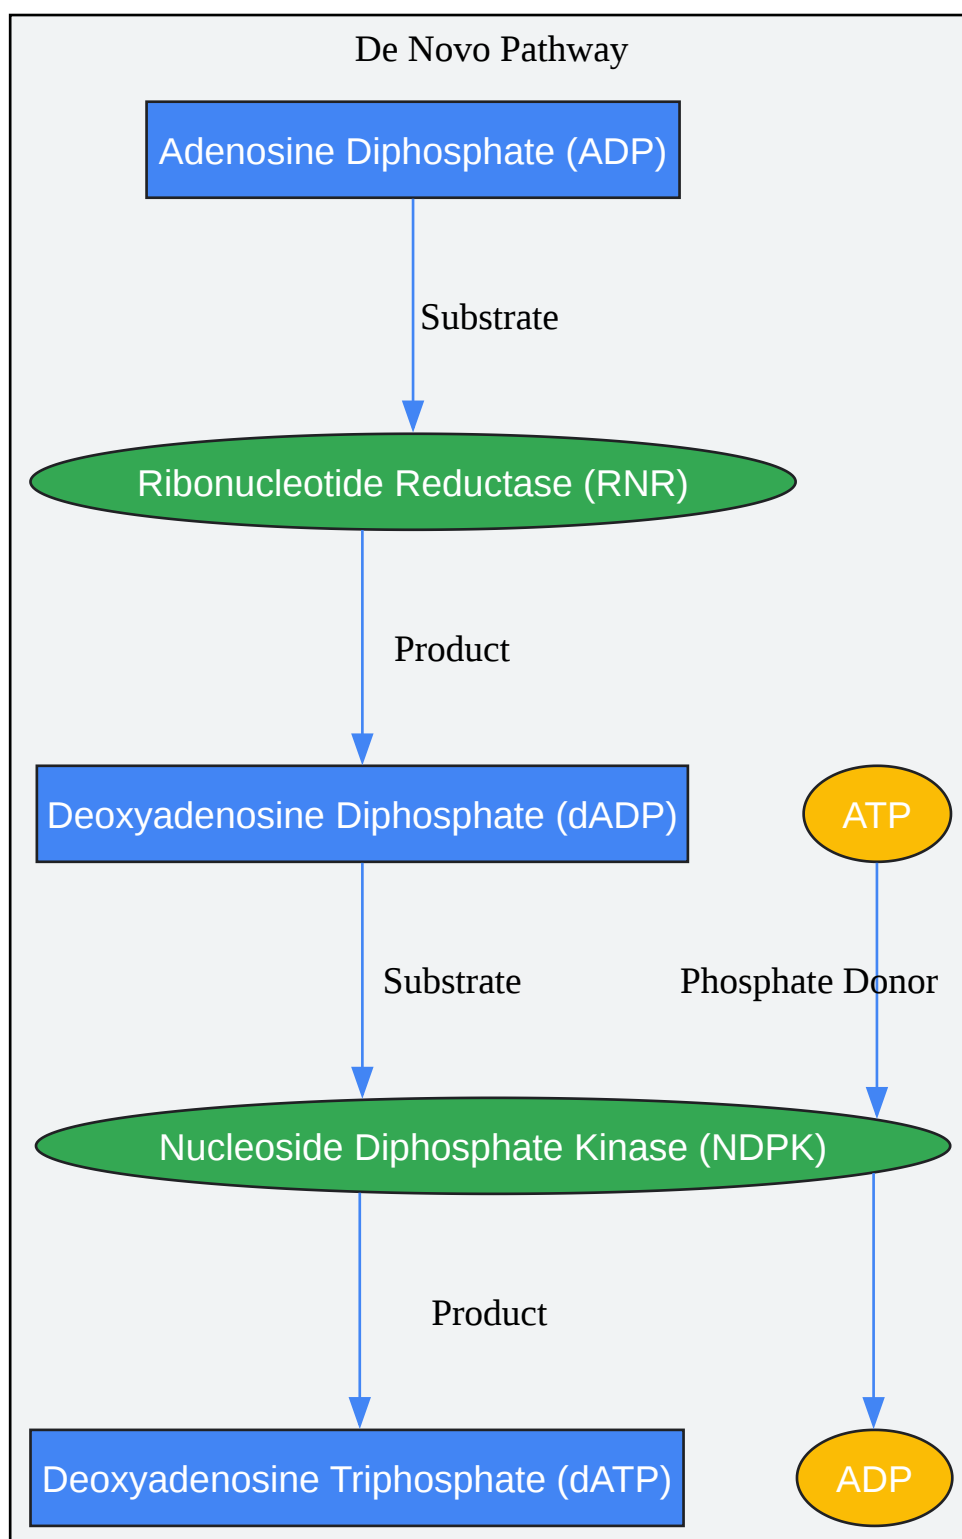 De Novo Pathway
Adenosine Diphosphate (ADP)
Substrate
Ribonucleotide Reductase (RNR)
Product
Deoxyadenosine Diphosphate (dADP)
ATP
Substrate
Phosphate Donor
Nucleoside Diphosphate Kinase (NDPK)
Product
Deoxyadenosine Triphosphate (dATP)
ADP